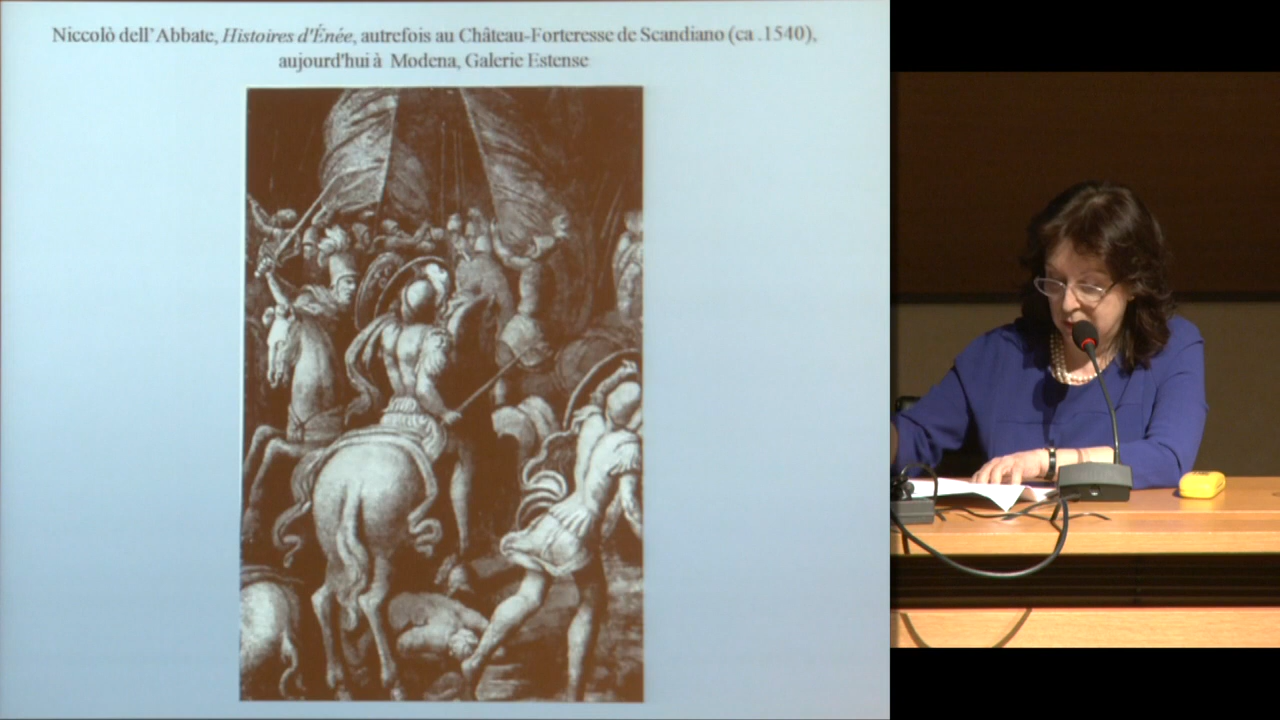 Niccolò dell'Abbate, Histoires d'Énée, autrefois au Château-Forteresse de Scandiano (ca .1540),
aujourd'hui à Modena, Galerie Estense